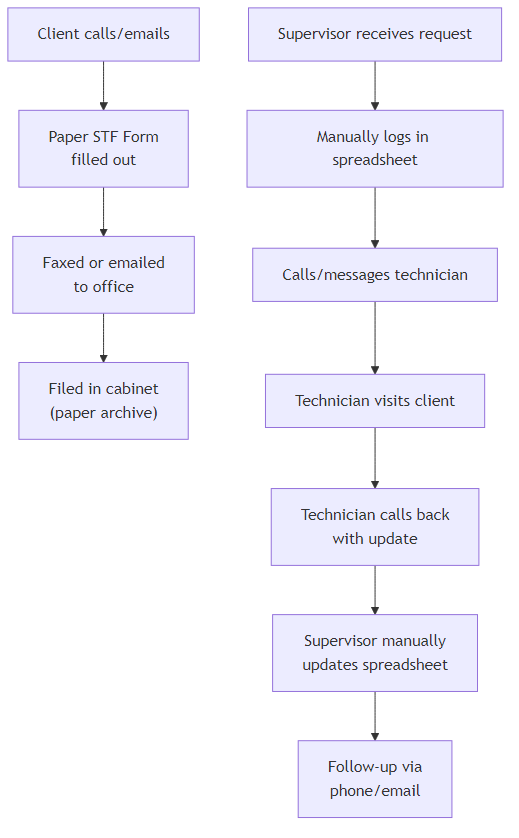 Client calls/emails
Paper STF Form
filled out
Faxed or emailed
to office
Filed in cabinet
(paper archive)
Supervisor receives request
Manually logs in
spreadsheet
Calls/messages technician
Technician visits client
Technician calls back
with update
Supervisor manually
updates spreadsheet
Follow-up via
phone/email